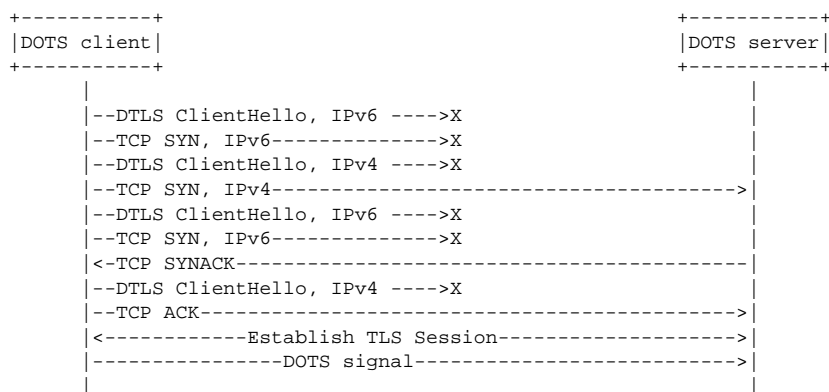 +-----------+                                     +-----------+
|DOTS client|                                     |DOTS server|
+-----------+                                     +-----------+
      |                                                 |
      |--DTLS ClientHello, IPv6 ---->X                  |
      |--TCP SYN, IPv6-------------->X                  |
      |--DTLS ClientHello, IPv4 ---->X                  |
      |--TCP SYN, IPv4--------------------------------->|
      |--DTLS ClientHello, IPv6 ---->X                  |
      |--TCP SYN, IPv6-------------->X                  |
      |<-TCP SYNACK-------------------------------------|
      |--DTLS ClientHello, IPv4 ---->X                  |
      |--TCP ACK--------------------------------------->|
      |<------------Establish TLS Session-------------->|
      |----------------DOTS signal--------------------->|
      |                                                 |